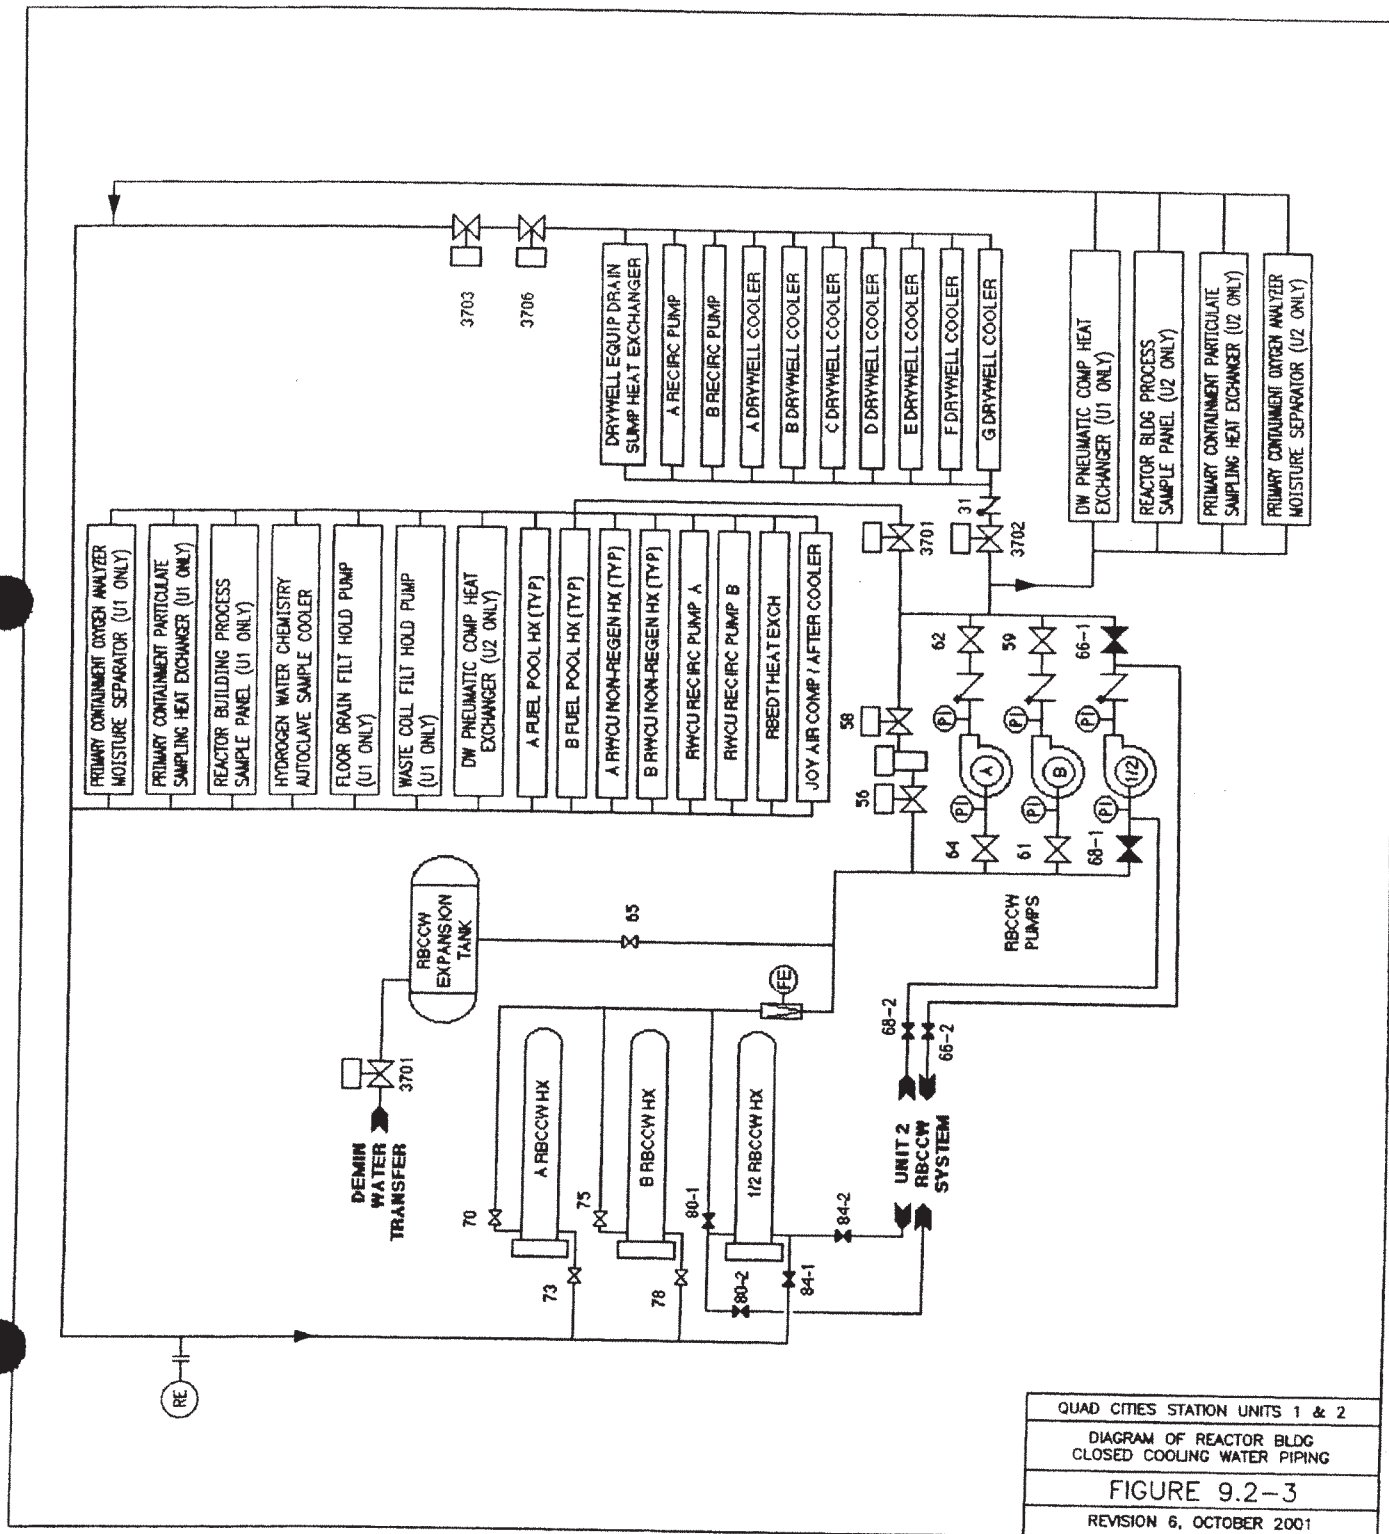 3703
3706
DRYWELL EQUIP DRAIN
SUMP HEAT EXCHANGER
A RECIRC PUMP
B RECIRC PUMP
A DRYWELL COOLER
B DRYWELL COOLER
C DRYWELL COOLER
D DRYWELL COOLER
E DRYWELL COOLER
F DRYWELL COOLER
G DRYWELL COOLER
DW PNEUMATIC COMP HEAT
EXCHANGER (U1 ONLY)
REACTOR BLDG PROCESS
SAMPLE PANEL (U2 ONLY)
PRIMARY CONTAINMENT PARTICULATE
SAMPLING HEAT EXCHANGER (U2 ONLY)
PRIMARY CONTAINMENT OXYGEN ANALYZER
MOISTURE SEPARATOR (U2 ONLY)
PRIMARY CONTAINMENT OXYGEN ANALYZER
MOISTURE SEPARATOR (U1 ONLY)
PRIMARY CONTAINMENT PARTICULATE
SAMPLING HEAT EXCHANGER (U1 ONLY)
REACTOR BUILDING PROCESS
SAMPLE PANEL (U1 ONLY)
HYDROGEN WATER CHEMISTRY
AUTOCLAVE SAMPLE COOLER
FLOOR DRAIN FILT HOLD PUMP
(U1 ONLY)
WASTE COLL FILT HOLD PUMP
(U1 ONLY)
DW PNEUMATIC COMP HEAT
EXCHANGER (U2 ONLY)
A FUEL POOL HX (TYP)
B FUEL POOL HX (TYP)
A RWCU NON-REGEN HX (TYP)
B RWCU NON-REGEN HX (TYP)
RWCU RECIRC PUMP A
RWCU RECIRC PUMP B
RBEDT HEAT EXCH
JOY AIR COMP / AFTER COOLER
31
3701
3702
62
59
66-1
58
56
PI
PI
PI
A
B
1/2
PI
PI
PI
64
61
68-1
RBCCW
PUMPS
RBCCW
EXPANSION
TANK
65
FE
3701
DEMIN
WATER
TRANSFER
A RBCCW HX
B RBCCW HX
1/2 RBCCW HX
70
75
80-1
73
78
80-2
84-1
84-2
68-2
66-2
UNIT 2
RBCCW
SYSTEM
RE
QUAD CITIES STATION UNITS 1 & 2
DIAGRAM OF REACTOR BLDG
CLOSED COOLING WATER PIPING
FIGURE 9.2-3
REVISION 6, OCTOBER 2001